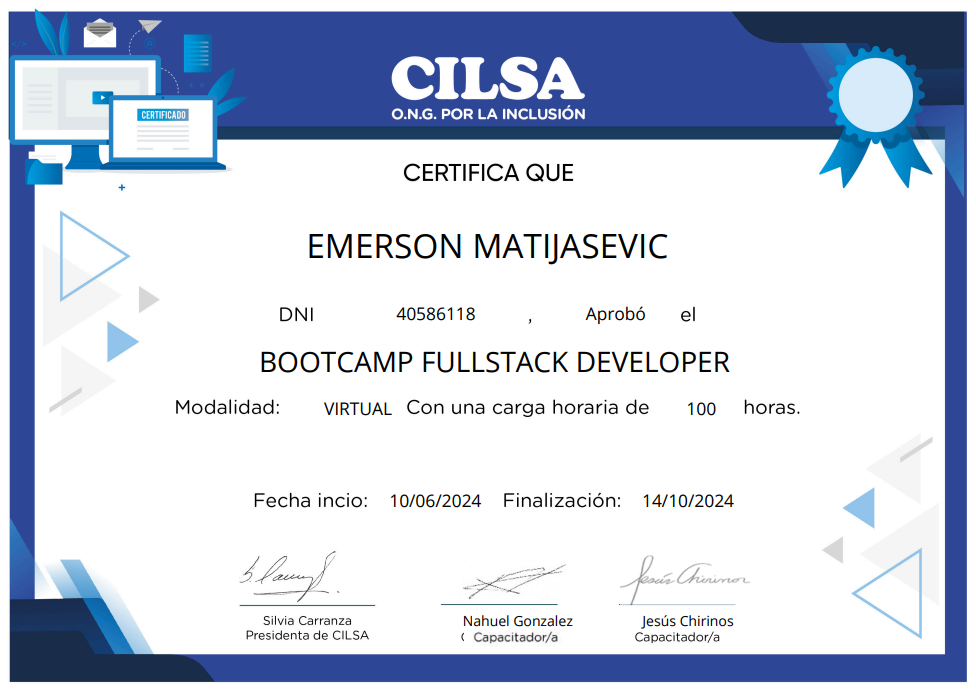 CERTIFICADO
CILSA
O.N.G. POR LA INCLUSIÓN
CERTIFICA QUE
EMERSON MATIJASEVIC
DNI 40586118 , Aprobó el
BOOTCAMP FULLSTACK DEVELOPER
Modalidad: VIRTUAL Con una carga horaria de 100 horas.
Fecha incio: 10/06/2024 Finalización: 14/10/2024
Jesús Chirinos
Silvia Carranza
Presidenta de CILSA
Nahuel Gonzalez
Capacitador/a
Jesús Chirinos
Capacitador/a